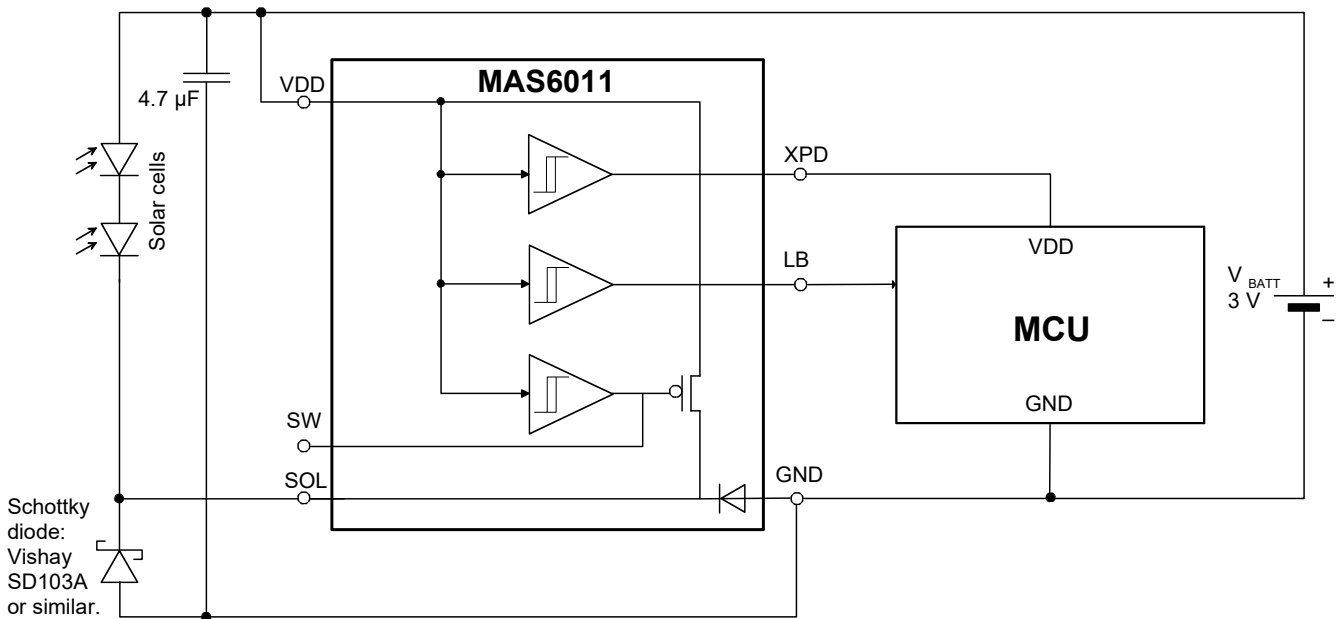 MAS6011
VDD
4.7 µF
Solar cells
XPD
LB
VDD
MCU
GND
V BATT
3 V
+
–
SW
SOL
GND
Schottky
diode:
Vishay
SD103A
or similar.